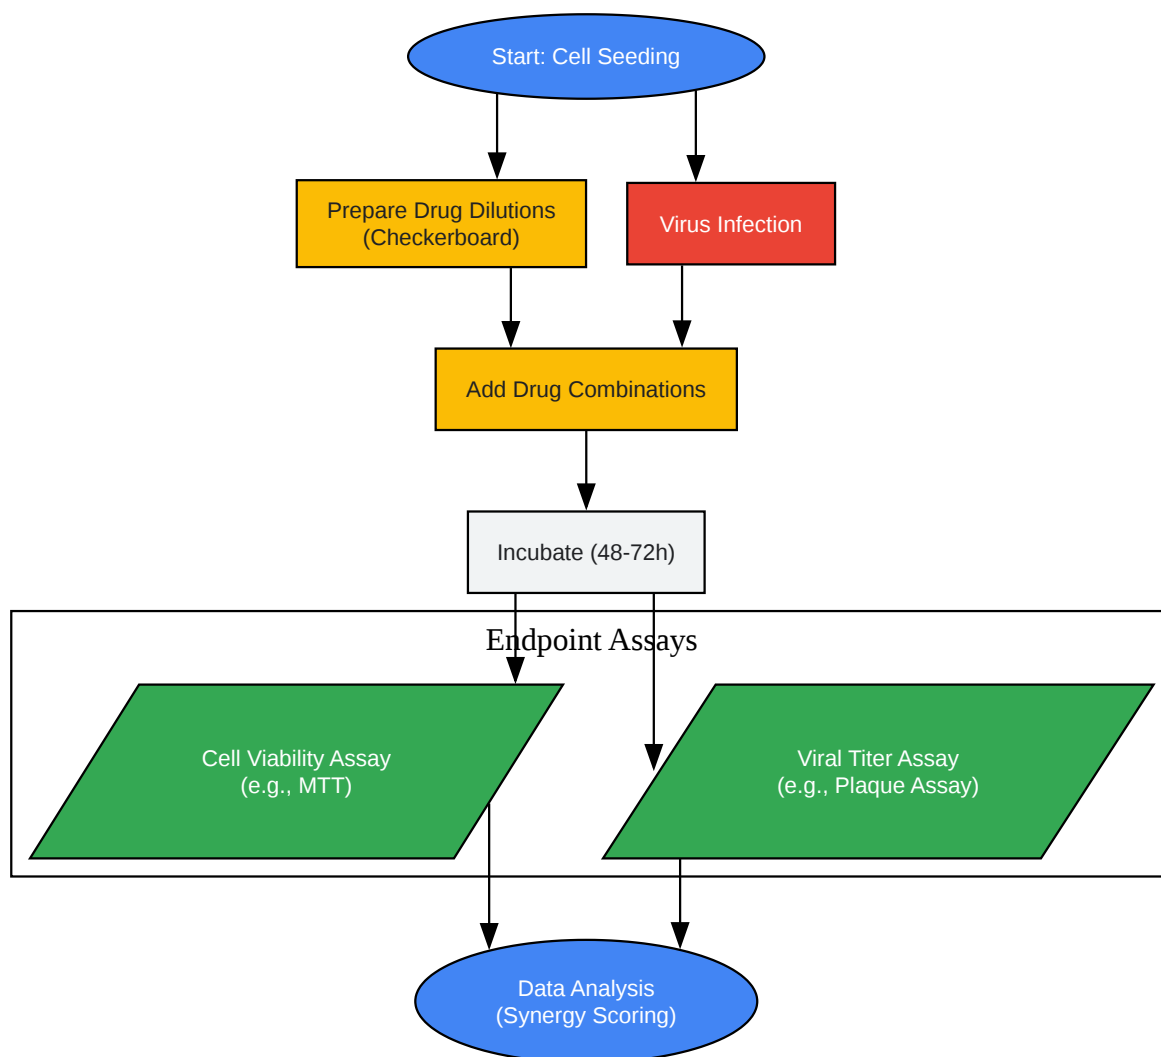 Start: Cell Seeding
Prepare Drug Dilutions
(Checkerboard)
Virus Infection
Add Drug Combinations
Incubate (48-72h)
Endpoint Assays
Cell Viability Assay
(e.g., MTT)
Viral Titer Assay
(e.g., Plaque Assay)
Data Analysis
(Synergy Scoring)